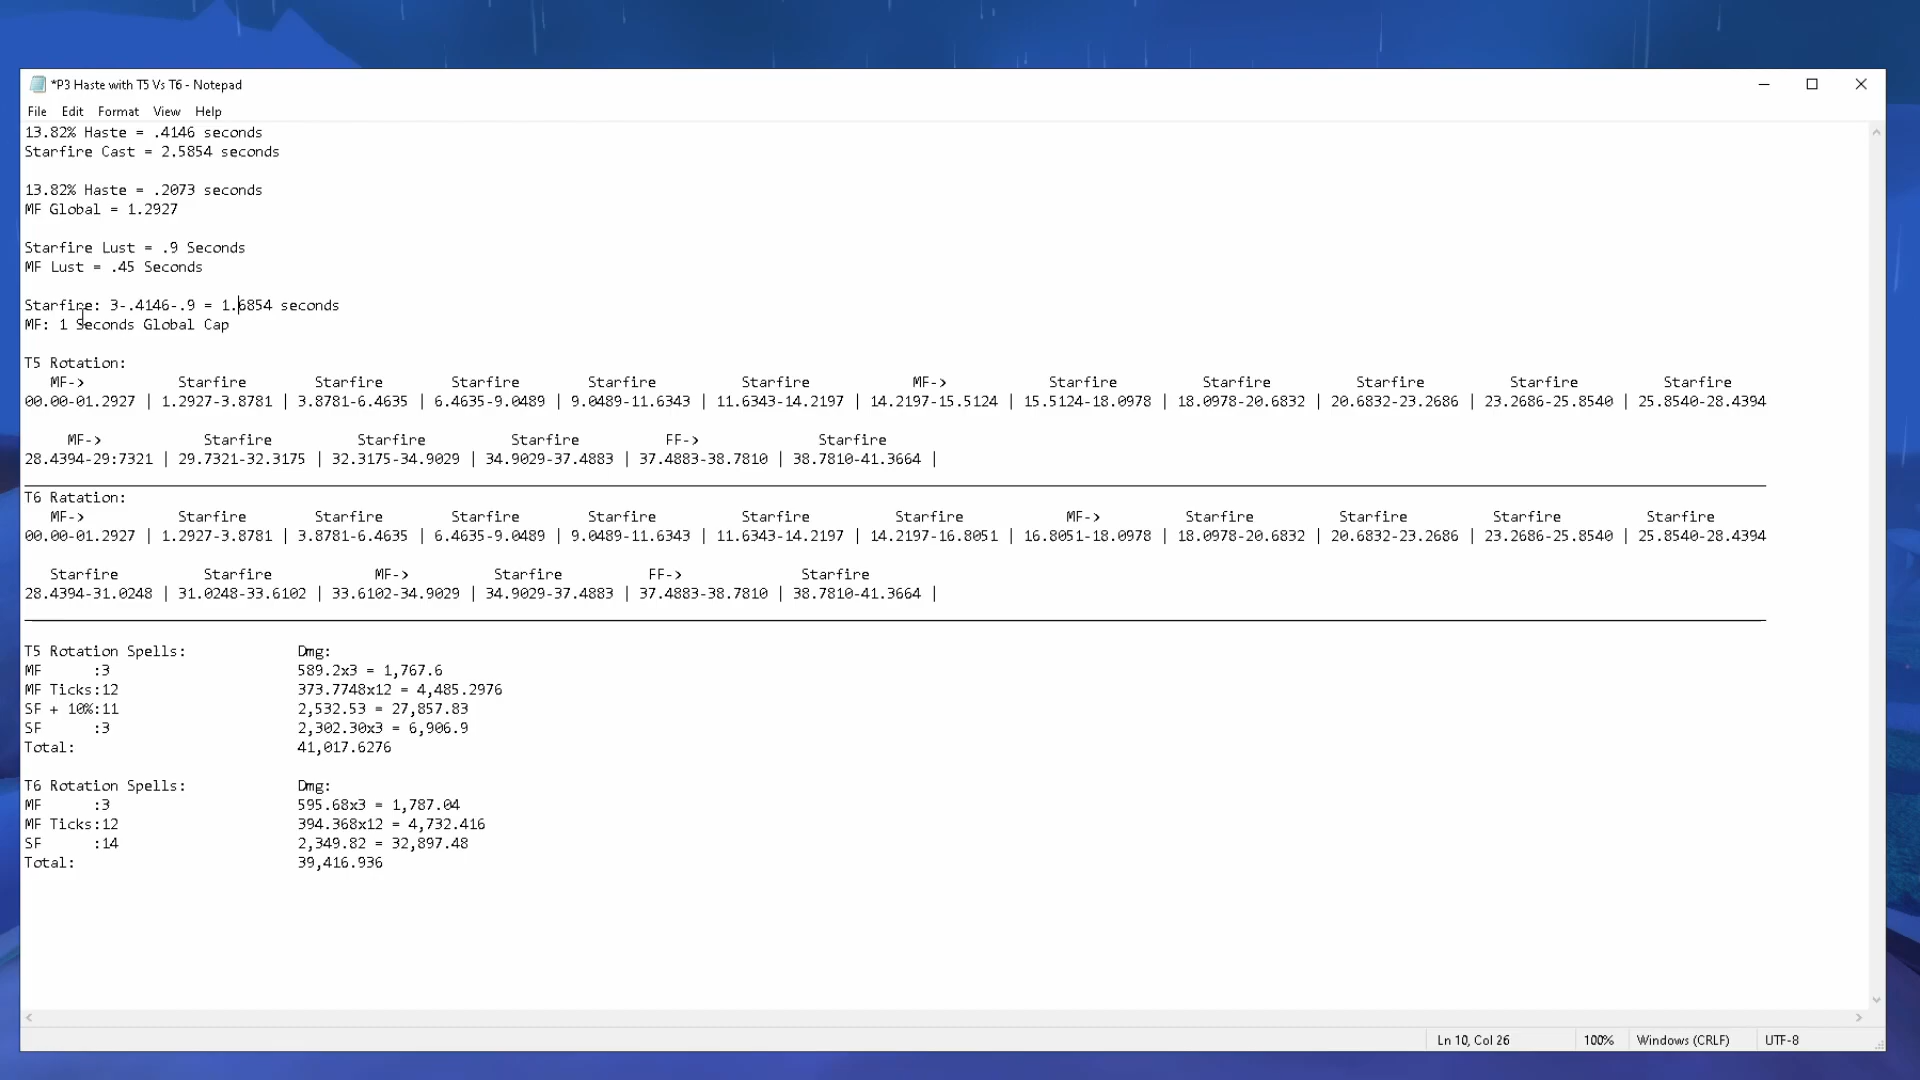 *P3 Haste with T5 Vs T6 - Notepad
File Edit Format View Help
13.82% Haste = .4146 seconds
Starfire Cast = 2.5854 seconds
13.82% Haste = .2073 seconds
MF Global = 1.2927
Starfire Lust = .9 Seconds
MF Lust = .45 Seconds
Starfire: 3-.4146-.9 = 1.6854 seconds
MF: 1 Seconds Global Cap
T5 Rotation:
MF-> Starfire Starfire Starfire Starfire Starfire MF-> Starfire Starfire Starfire Starfire Starfire
00.00-01.2927 | 1.2927-3.8781 | 3.8781-6.4635 | 6.4635-9.0489 | 9.0489-11.6343 | 11.6343-14.2197 | 14.2197-15.5124 | 15.5124-18.0978 | 18.0978-20.6832 | 20.6832-23.2686 | 23.2686-25.8540 | 25.8540-28.4394
MF-> Starfire Starfire Starfire FF-> Starfire
28.4394-29:7321 | 29.7321-32.3175 | 32.3175-34.9029 | 34.9029-37.4883 | 37.4883-38.7810 | 38.7810-41.3664 |
T6 Ratation:
MF-> Starfire Starfire Starfire Starfire Starfire Starfire MF-> Starfire Starfire Starfire Starfire
00.00-01.2927 | 1.2927-3.8781 | 3.8781-6.4635 | 6.4635-9.0489 | 9.0489-11.6343 | 11.6343-14.2197 | 14.2197-16.8051 | 16.8051-18.0978 | 18.0978-20.6832 | 20.6832-23.2686 | 23.2686-25.8540 | 25.8540-28.4394
Starfire Starfire MF-> Starfire FF-> Starfire
28.4394-31.0248 | 31.0248-33.6102 | 33.6102-34.9029 | 34.9029-37.4883 | 37.4883-38.7810 | 38.7810-41.3664 |
T5 Rotation Spells: Dmg:
MF :3 589.2x3 = 1,767.6
MF Ticks:12 373.7748x12 = 4,485.2976
SF + 10%:11 2,532.53 = 27,857.83
SF :3 2,302.30x3 = 6,906.9
Total: 41,017.6276
T6 Rotation Spells: Dmg:
MF :3 595.68x3 = 1,787.04
MF Ticks:12 394.368x12 = 4,732.416
SF :14 2,349.82 = 32,897.48
Total: 39,416.936
Ln 10, Col 26 100% Windows (CRLF) UTF-8